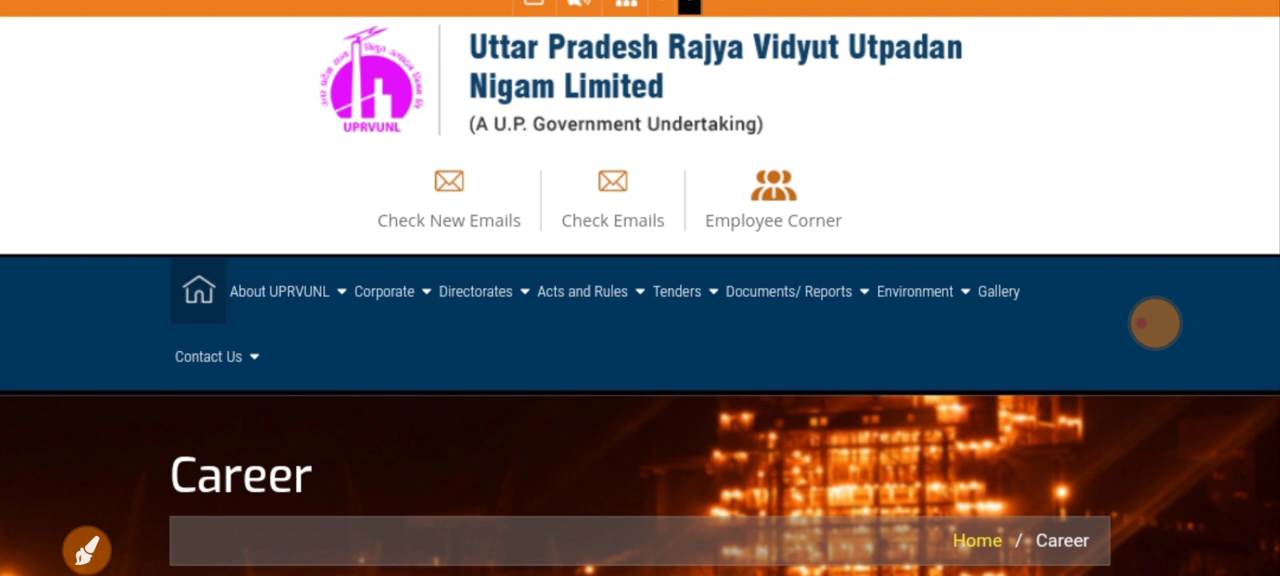 Uttar Pradesh Rajya Vidyut Utpadan
Nigam Limited
(A U.P. Government Undertaking)
UPRVUNL
Check New Emails
Check Emails
Employee Corner
About UPRVUNL
Corporate
Directorates
Acts and Rules
Tenders
Documents/ Reports
Environment
Gallery
Contact Us
Career
Home / Career